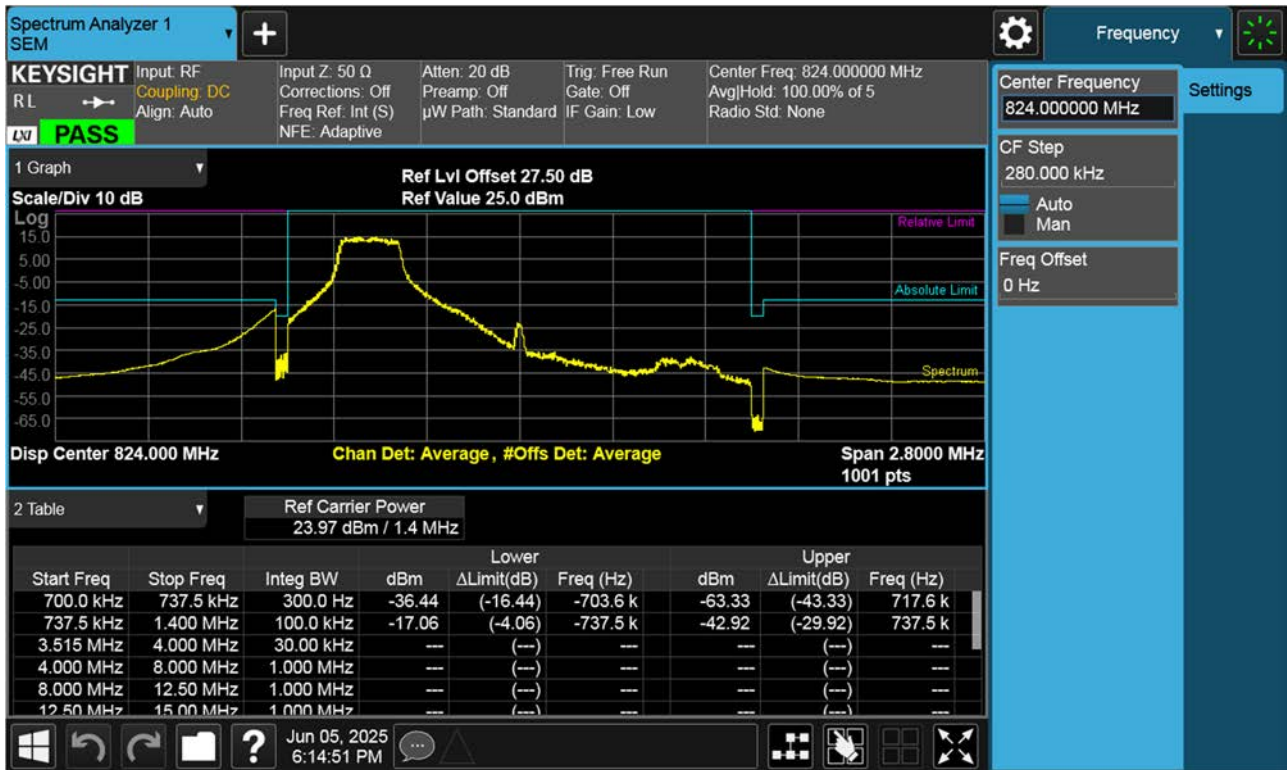 Spectrum Analyzer 1
SEM
Frequency
KEYSIGHT
RL
LXI
PASS
Input: RF
Coupling: DC
Align: Auto
Input Z: 50 Ω
Corrections: Off
Freq Ref: Int (S)
NFE: Adaptive
Atten: 20 dB
Preamp: Off
µW Path: Standard
Trig: Free Run
Gate: Off
IF Gain: Low
Center Freq: 824.000000 MHz
Avg|Hold: 100.00% of 5
Radio Std: None
Center Frequency
824.000000 MHz
Settings
CF Step
280.000 kHz
Auto
Man
Freq Offset
0 Hz
1 Graph
Scale/Div 10 dB
Ref Lvl Offset 27.50 dB
Ref Value 25.0 dBm
Log
15.0
5.00
-5.00
-15.0
-25.0
-35.0
-45.0
-55.0
-65.0
Relative Limit
Absolute Limit
Spectrum
Disp Center 824.000 MHz
Chan Det: Average, #Offs Det: Average
Span 2.8000 MHz
1001 pts
2 Table
Ref Carrier Power
23.97 dBm / 1.4 MHz
Lower Upper
Start Freq Stop Freq Integ BW dBm ΔLimit(dB) Freq (Hz) dBm ΔLimit(dB) Freq (Hz)
700.0 kHz 737.5 kHz 300.0 Hz -36.44 (-16.44) -703.6 k -63.33 (-43.33) 717.6 k
737.5 kHz 1.400 MHz 100.0 kHz -17.06 (-4.06) -737.5 k -42.92 (-29.92) 737.5 k
3.515 MHz 4.000 MHz 30.00 kHz --- (---) --- --- (---) ---
4.000 MHz 8.000 MHz 1.000 MHz --- (---) --- --- (---) ---
8.000 MHz 12.50 MHz 1.000 MHz --- (---) --- --- (---) ---
12.50 MHz 15.00 MHz 1.000 MHz --- (---) --- --- (---) ---
Jun 05, 2025
6:14:51 PM